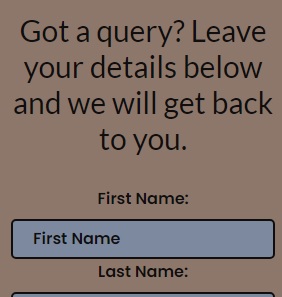 Got a query? Leave
your details below
and we will get back
to you.
First Name:
First Name
Last Name: